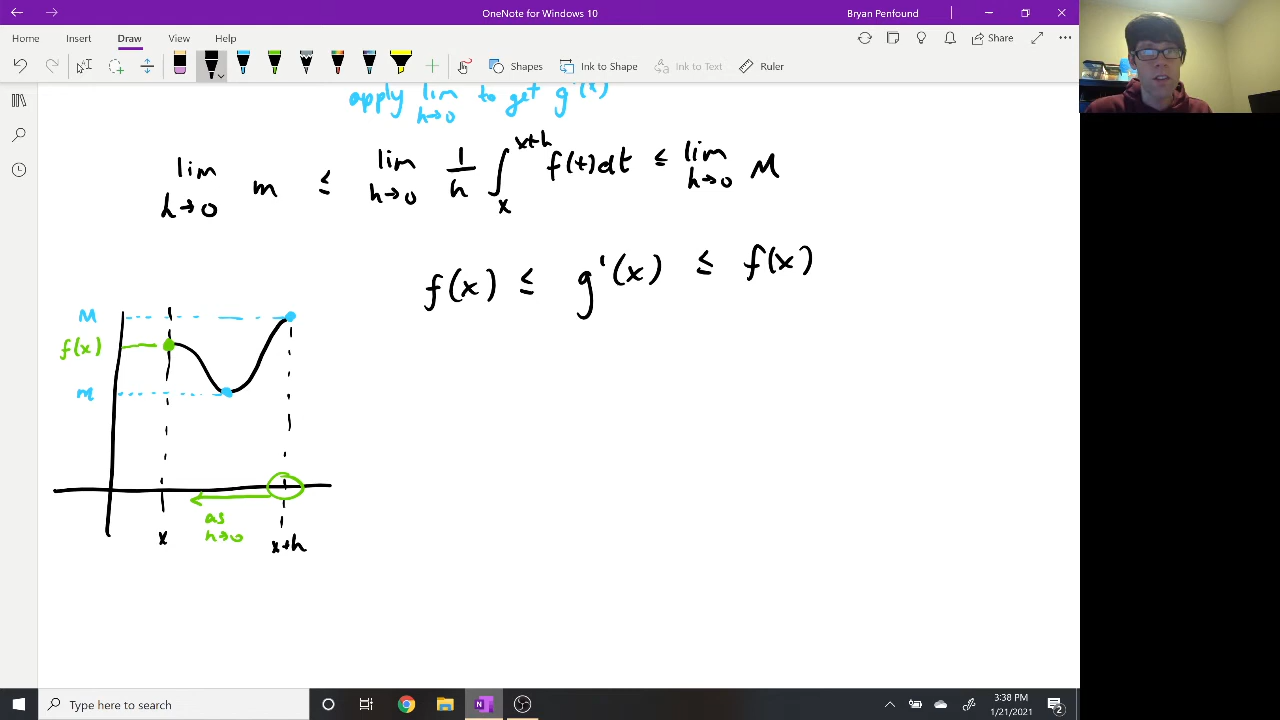 OneNote for Windows 10
Bryan Penfound
Home Insert Draw View Help
Share
Shapes Ink to Shape Ink to Text Ruler
apply lim h→0 to get g'(x)
lim h→0 m ≤ lim h→0 1/h ∫ x x+h f(t)dt ≤ lim h→0 M
f(x) ≤ g'(x) ≤ f(x)
M
f(x)
m
as
h→0
x x+h
Type here to search
3:38 PM
1/21/2021
2